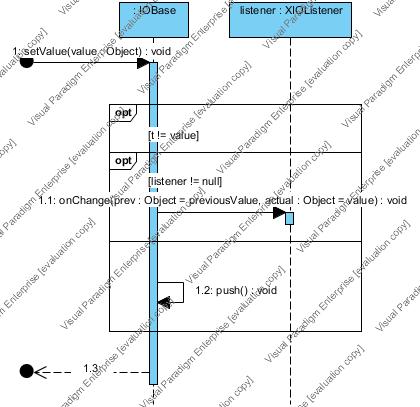 : IOBase
listener : XIOListener
1: setValue(value : Object) : void
opt
[t != value]
opt
[listener != null]
1.1: onChange(prev : Object = previousValue, actual : Object = value) : void
1.2: push() : void
1.3:
Visual Paradigm Enterprise [evaluation copy]